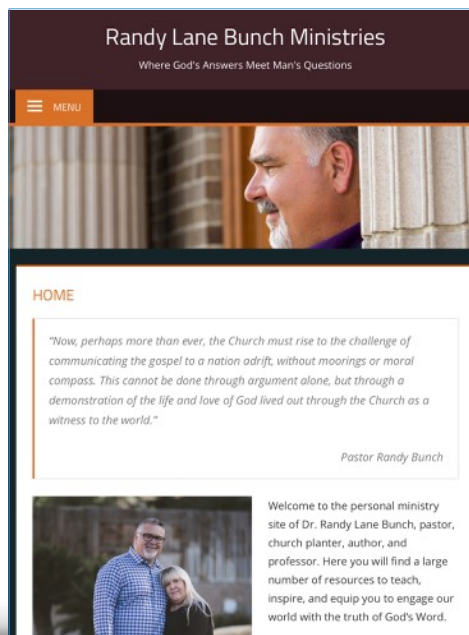 Randy Lane Bunch Ministries
Where God's Answers Meet Man's Questions
MENU
HOME
"Now, perhaps more than ever, the Church must rise to the challenge of
communicating the gospel to a nation adrift, without moorings or moral
compass. This cannot be done through argument alone, but through a
demonstration of the life and love of God lived out through the Church as a
witness to the world."
Pastor Randy Bunch
Welcome to the personal ministry
site of Dr. Randy Lane Bunch, pastor,
church planter, author, and
professor. Here you will find a large
number of resources to teach,
inspire, and equip you to engage our
world with the truth of God's Word.